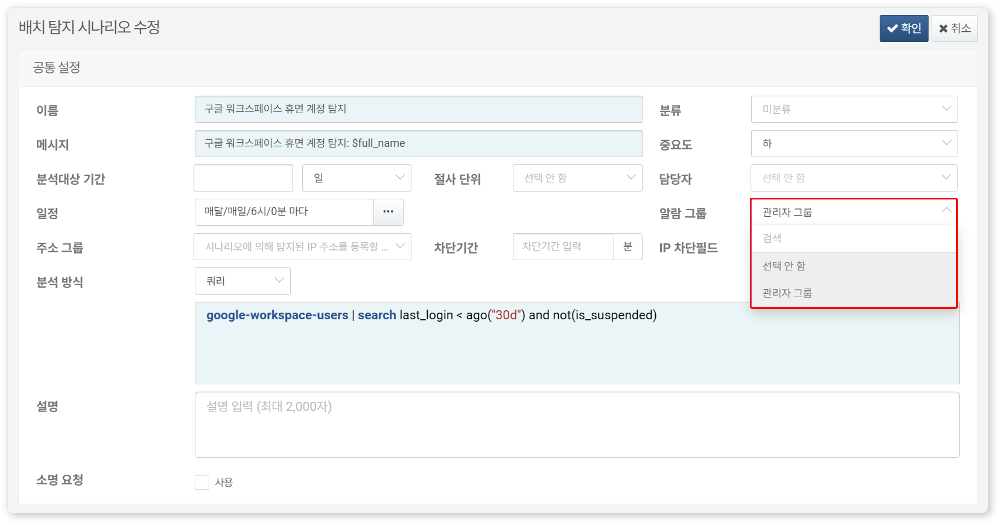 배치 탐지 시나리오 수정
확인
취소
공통 설정
이름
구글 워크스페이스 휴면 계정 탐지
분류
미분류
메시지
구글 워크스페이스 휴면 계정 탐지: $full_name
중요도
하
분석대상 기간
일
절사 단위
선택 안 함
담당자
선택 안 함
일정
매달/매일/6시/0분 마다
알람 그룹
관리자 그룹
검색
선택 안 함
관리자 그룹
주소 그룹
시나리오에 의해 탐지된 IP 주소를 등록할 ...
차단기간
차단기간 입력
분
IP 차단필드
분석 방식
쿼리
google-workspace-users | search last_login < ago("30d") and not(is_suspended)
설명
설명 입력 (최대 2,000자)
소명 요청
사용